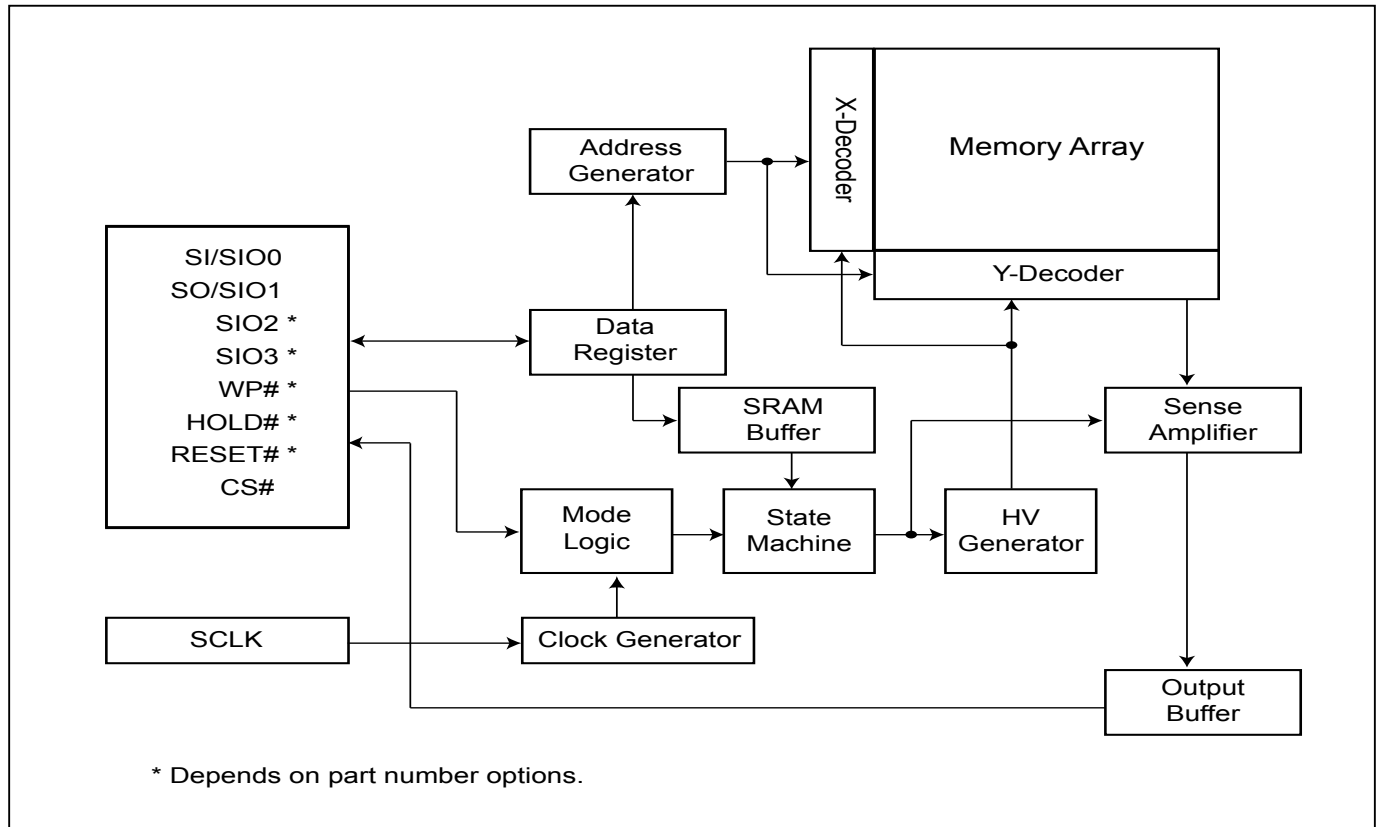 X-Decoder
Memory Array
Address
Generator
Y-Decoder
SI/SIO0
SO/SIO1
SIO2 *
SIO3 *
WP# *
HOLD# *
RESET# *
CS#
Data
Register
SRAM
Buffer
Sense
Amplifier
Mode
Logic
State
Machine
HV
Generator
SCLK
Clock Generator
Output
Buffer
* Depends on part number options.